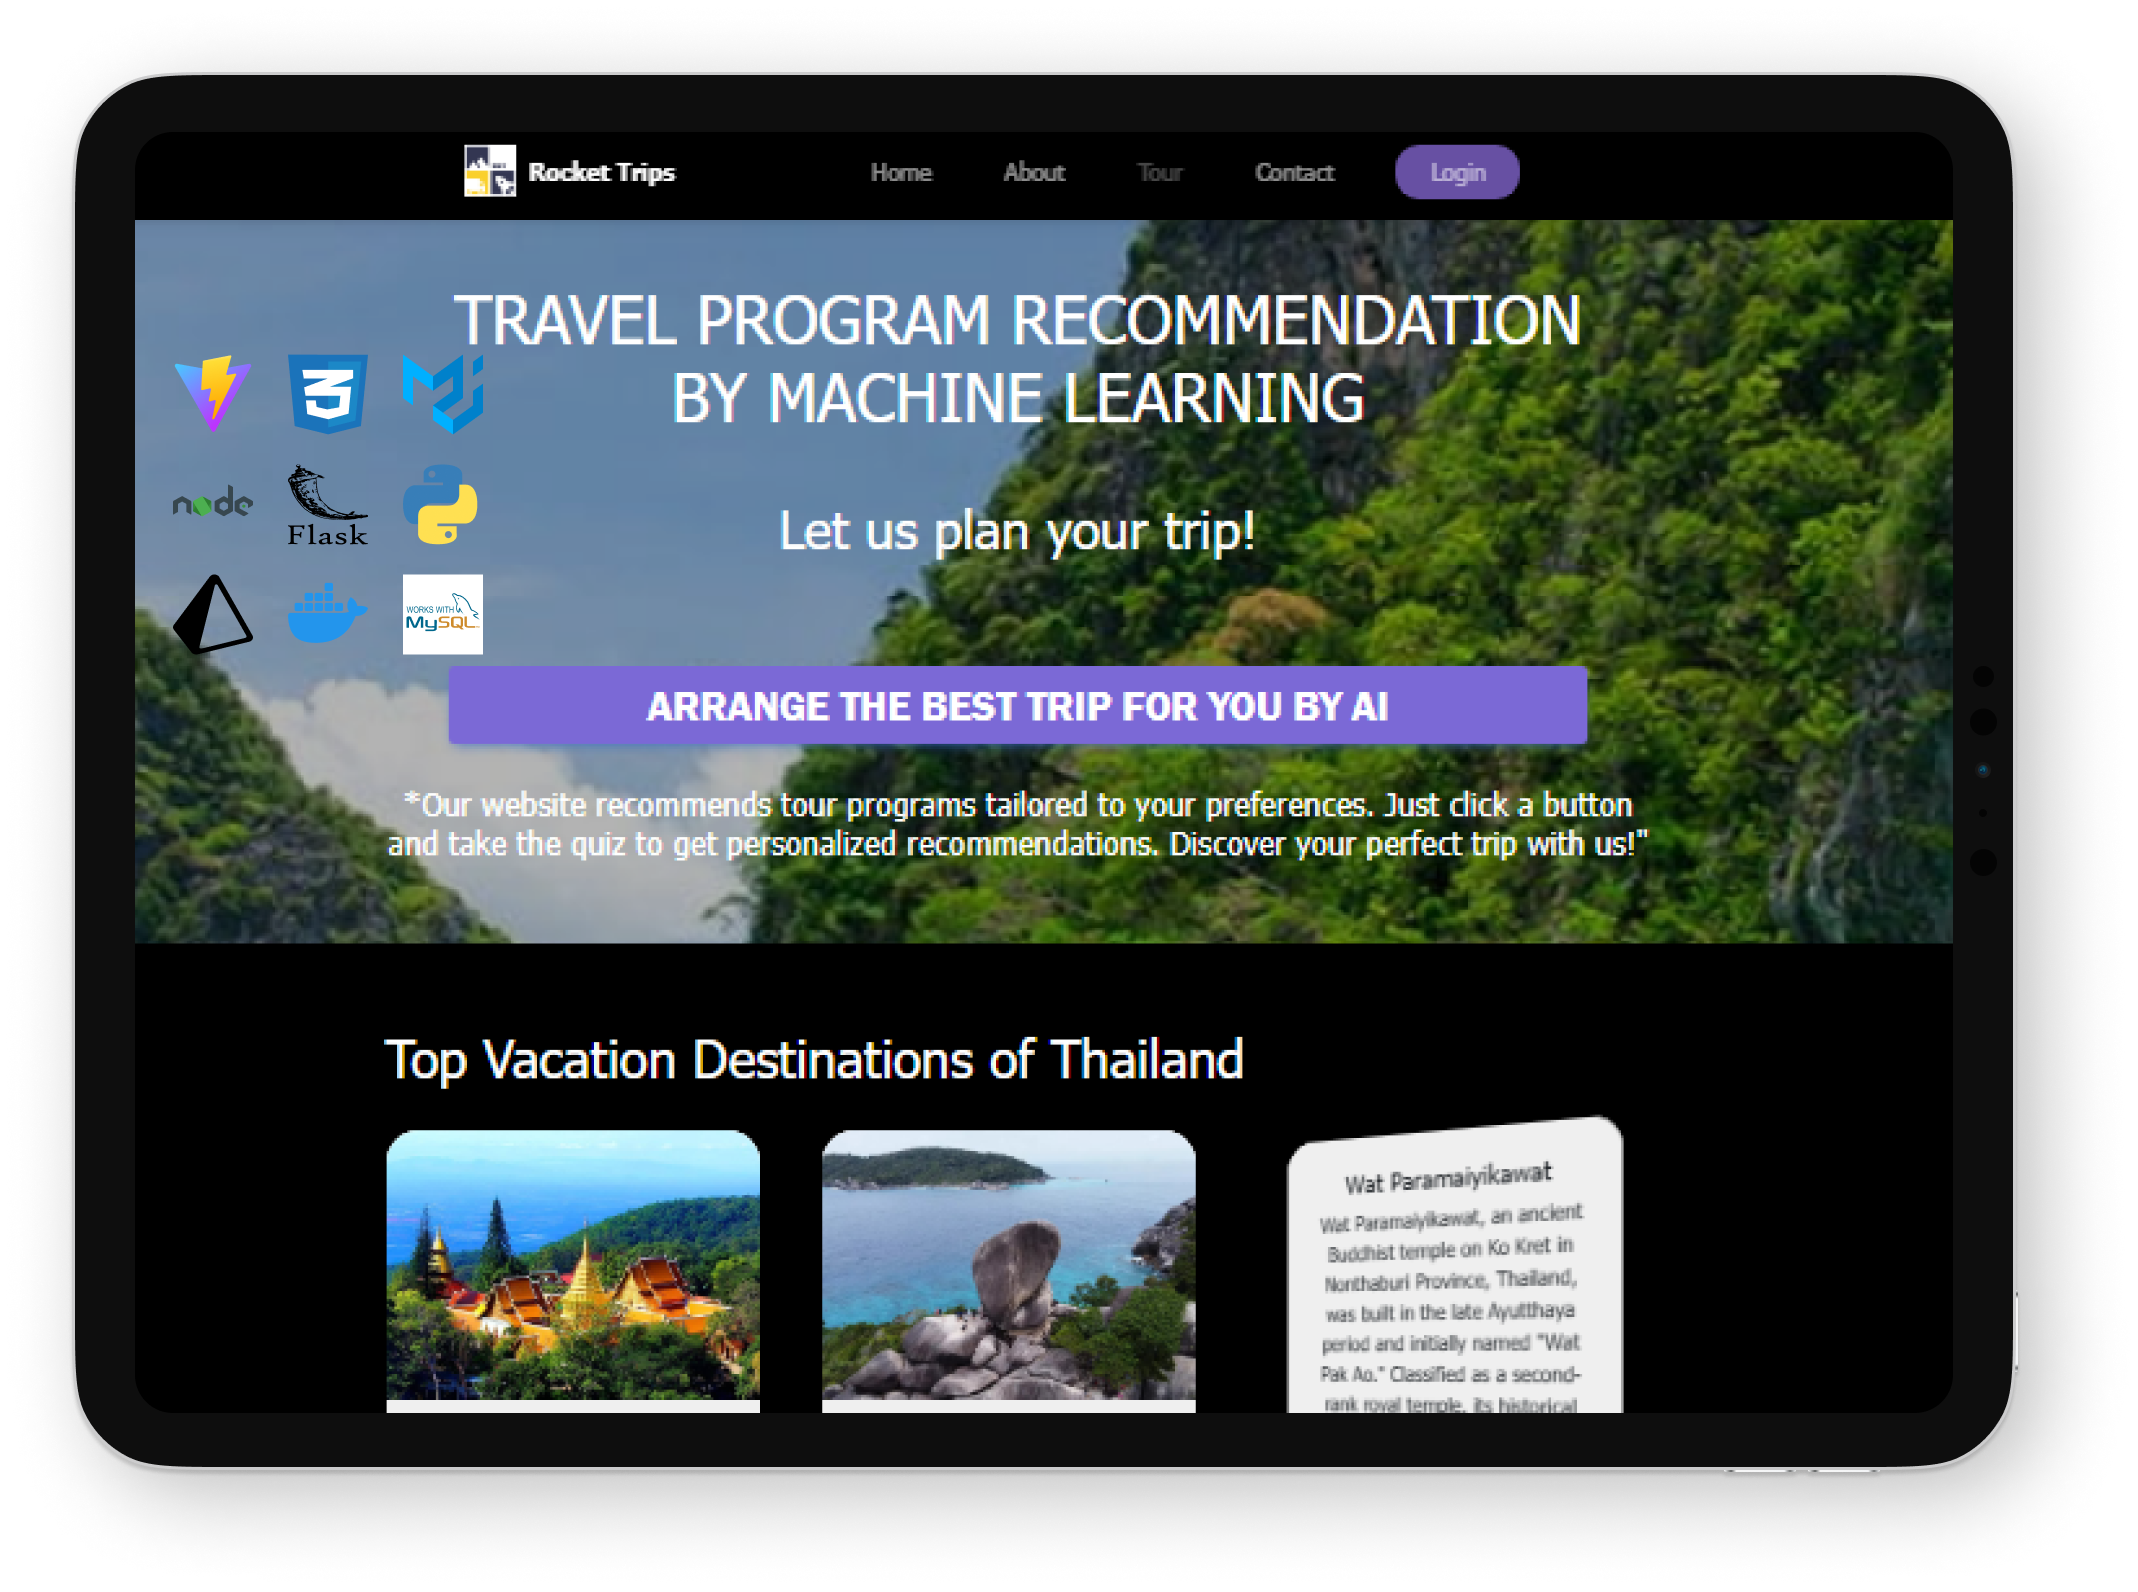 Rocket Trips
Home
About
Tour
Contact
Login
TRAVEL PROGRAM RECOMMENDATION
BY MACHINE LEARNING
node
Flask
Let us plan your trip!
WORKS WITH
MySQL
ARRANGE THE BEST TRIP FOR YOU BY AI
*Our website recommends tour programs tailored to your preferences. Just click a button
and take the quiz to get personalized recommendations. Discover your perfect trip with us!"
Top Vacation Destinations of Thailand
Wat Paramaiyikawat
Wat Paramaiyikawat, an ancient
Buddhist temple on Ko Kret in
Nonthaburi Province, Thailand,
was built in the late Ayutthaya
period and initially named "Wat
Pak Ao." Classified as a second-
rank royal temple, its historical